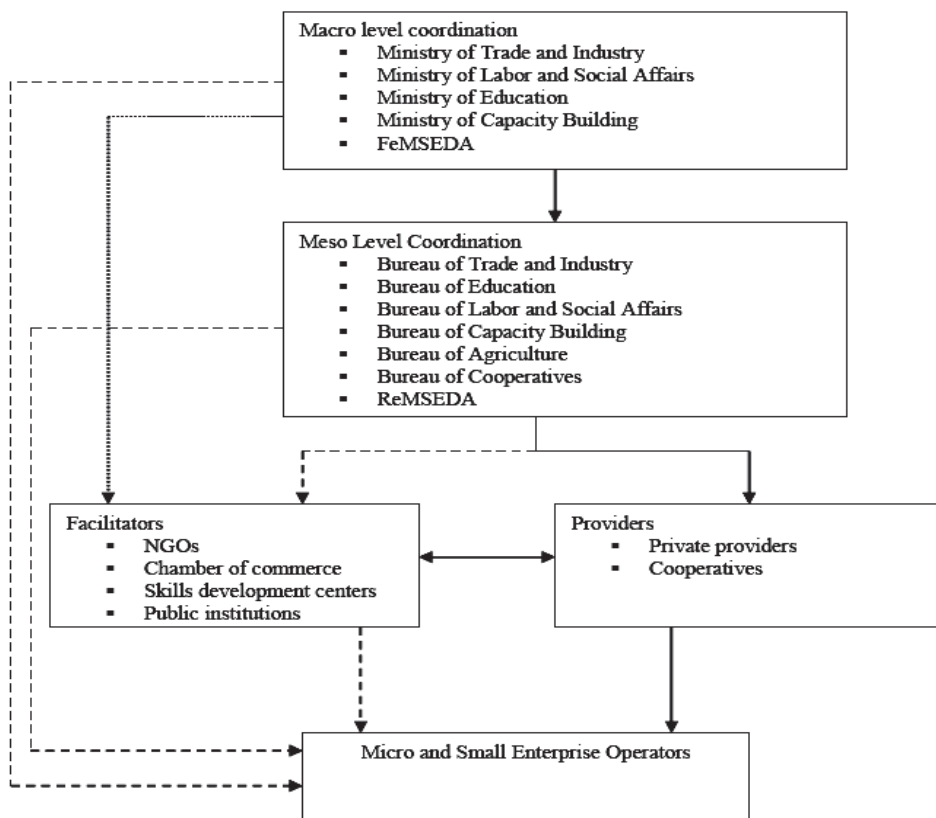 Macro level coordination
▪ Ministry of Trade and Industry
▪ Ministry of Labor and Social Affairs
▪ Ministry of Education
▪ Ministry of Capacity Building
▪ FeMSEDA
Meso Level Coordination
▪ Bureau of Trade and Industry
▪ Bureau of Education
▪ Bureau of Labor and Social Affairs
▪ Bureau of Capacity Building
▪ Bureau of Agriculture
▪ Bureau of Cooperatives
▪ ReMSEDA
Facilitators
▪ NGOs
▪ Chamber of commerce
▪ Skills development centers
▪ Public institutions
Providers
▪ Private providers
▪ Cooperatives
Micro and Small Enterprise Operators